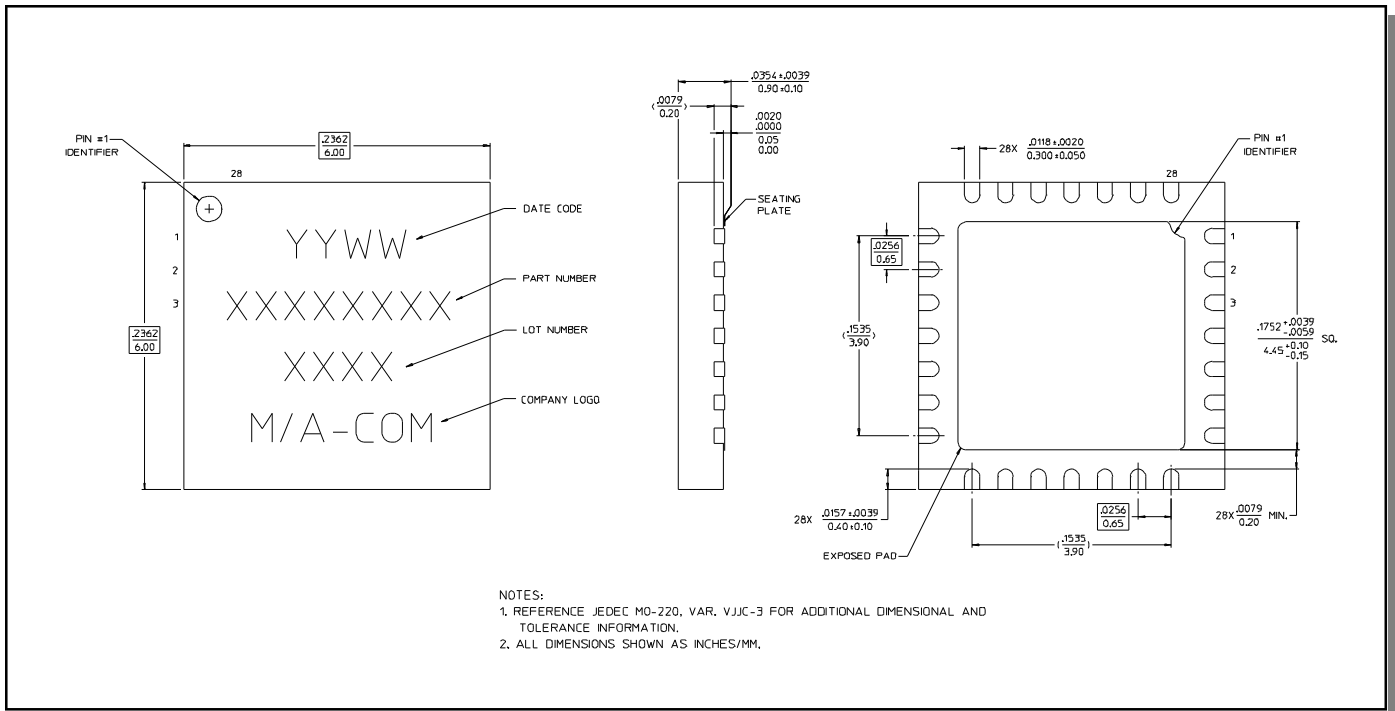 PIN #1
IDENTIFIER
.2362
6.00
28
1
2
3
.2362
6.00
YYWW
XXXXXXXX
XXXX
M/A-COM
DATE CODE
PART NUMBER
LOT NUMBER
COMPANY LOGO
.0354±.0039
0.90±0.10
(.0079
0.20)
.0020
.0000
0.05
0.00
SEATING
PLATE
28X .0118±.0020
0.300±0.050
PIN #1
IDENTIFIER
28
1
2
3
.0256
0.65
(.1535
3.90)
.1752 +.0039
-.0059
4.45 +0.10
-0.15
SQ.
28X .0157±.0039
0.40±0.10
EXPOSED PAD
.0256
0.65
(.1535
3.90)
28X .0079
0.20 MIN.
NOTES:
1. REFERENCE JEDEC MO-220, VAR. VJJC-3 FOR ADDITIONAL DIMENSIONAL AND
TOLERANCE INFORMATION.
2. ALL DIMENSIONS SHOWN AS INCHES/MM.